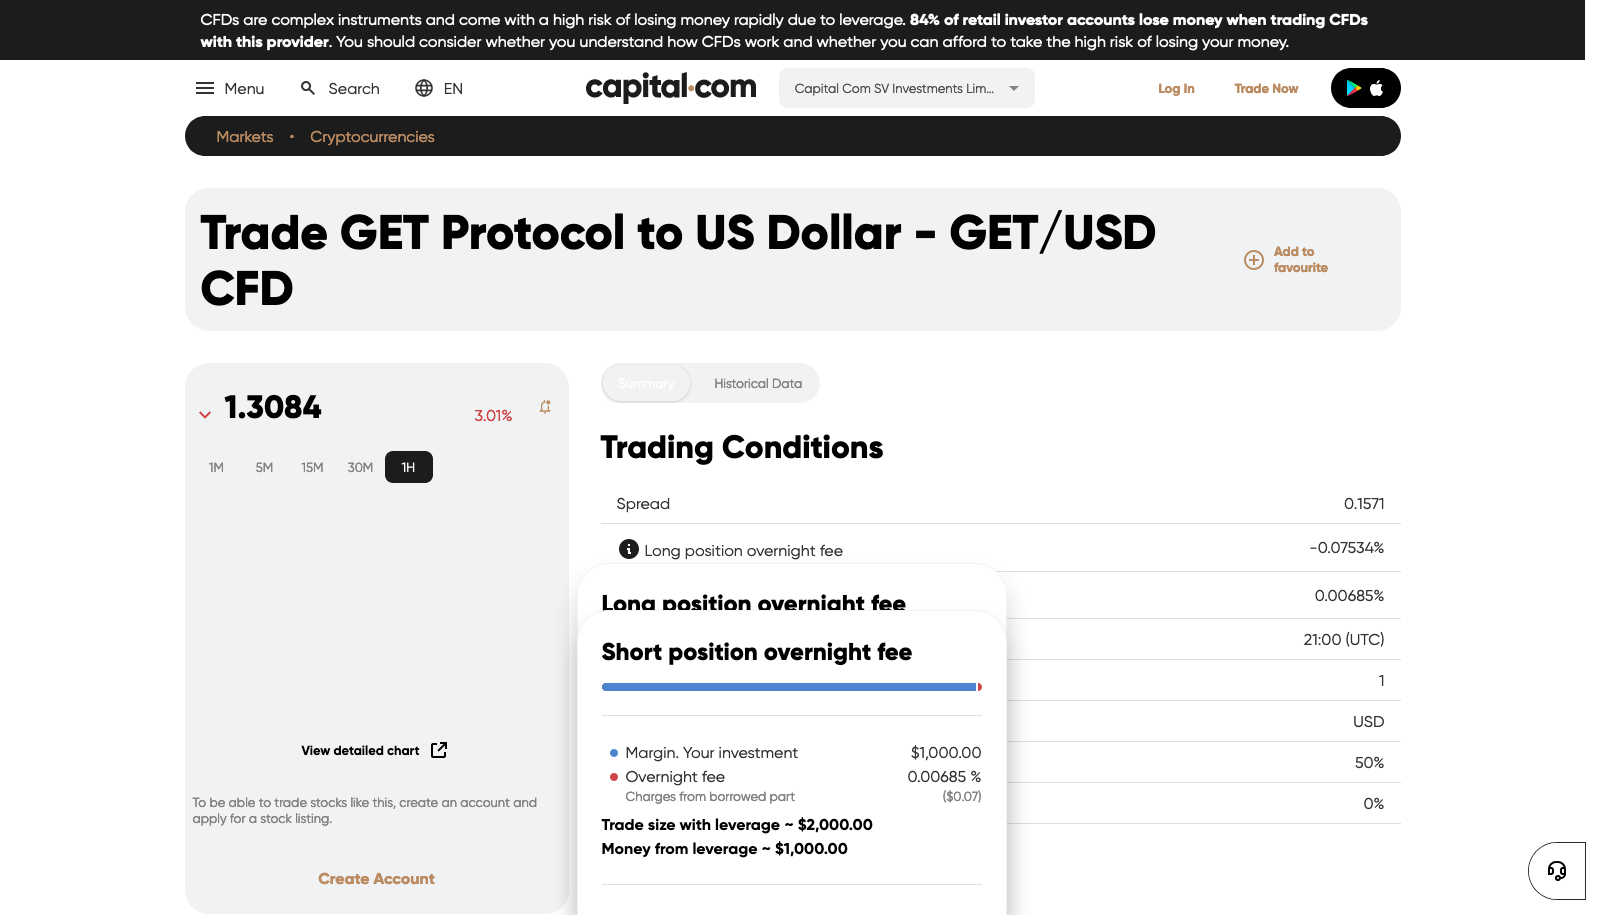 CFDs are complex instruments and come with a high risk of losing money rapidly due to leverage. 84% of retail investor accounts lose money when trading CFDs
with this provider. You should consider whether you understand how CFDs work and whether you can afford to take the high risk of losing your money.
Menu
Search
EN
capital.com
Capital Com SV Investments Lim...
Log In
Trade Now
Markets • Cryptocurrencies
Trade GET Protocol to US Dollar - GET/USD
CFD
Add to
favourite
1.3084
3.01%
1M 5M 15M 30M 1H
View detailed chart
To be able to trade stocks like this, create an account and
apply for a stock listing.
Create Account
Summary
Historical Data
Trading Conditions
Spread 0.1571
Long position overnight fee -0.07534%
0.00685%
21:00 (UTC)
1
USD
50%
0%
Long position overnight fee
Short position overnight fee
Margin. Your investment $1,000.00
Overnight fee 0.00685 %
Charges from borrowed part ($0.07)
Trade size with leverage ~ $2,000.00
Money from leverage ~ $1,000.00